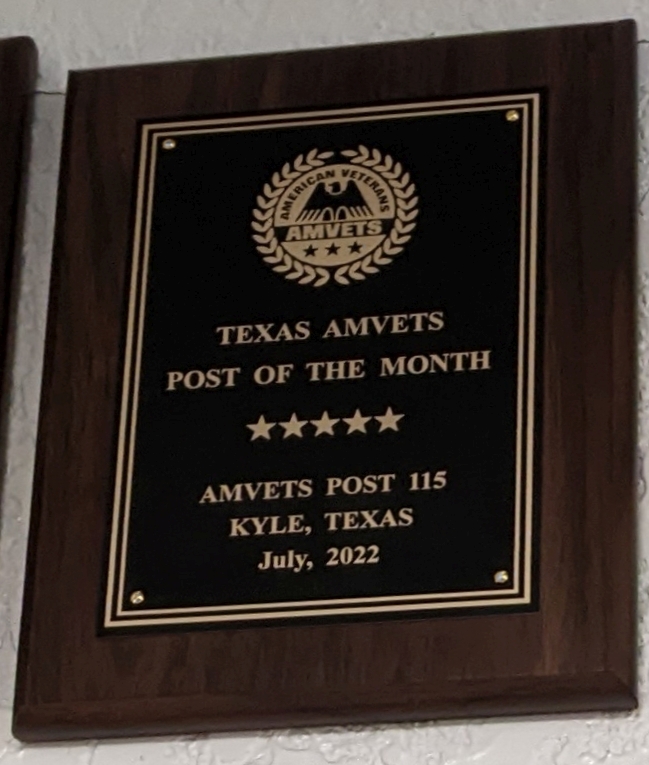 AMERICAN VETERANS
AMVETS
TEXAS AMVETS
POST OF THE MONTH
AMVETS POST 115
KYLE, TEXAS
July, 2022